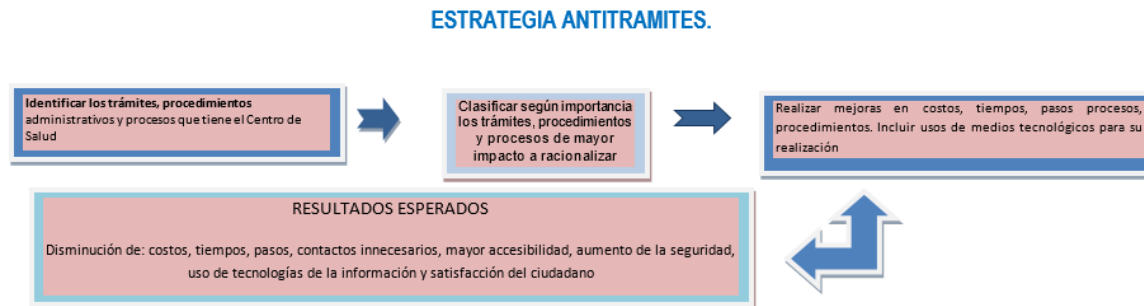 ESTRATEGIA ANTITRAMITES.
Identificar los trámites, procedimientos
administrativos y procesos que tiene el Centro de
Salud
Clasificar según importancia
los trámites, procedimientos
y procesos de mayor
impacto a racionalizar
Realizar mejoras en costos, tiempos, pasos procesos,
procedimientos. Incluir usos de medios tecnológicos para su
realización
RESULTADOS ESPERADOS
Disminución de: costos, tiempos, pasos, contactos innecesarios, mayor accesibilidad, aumento de la seguridad,
uso de tecnologías de la información y satisfacción del ciudadano